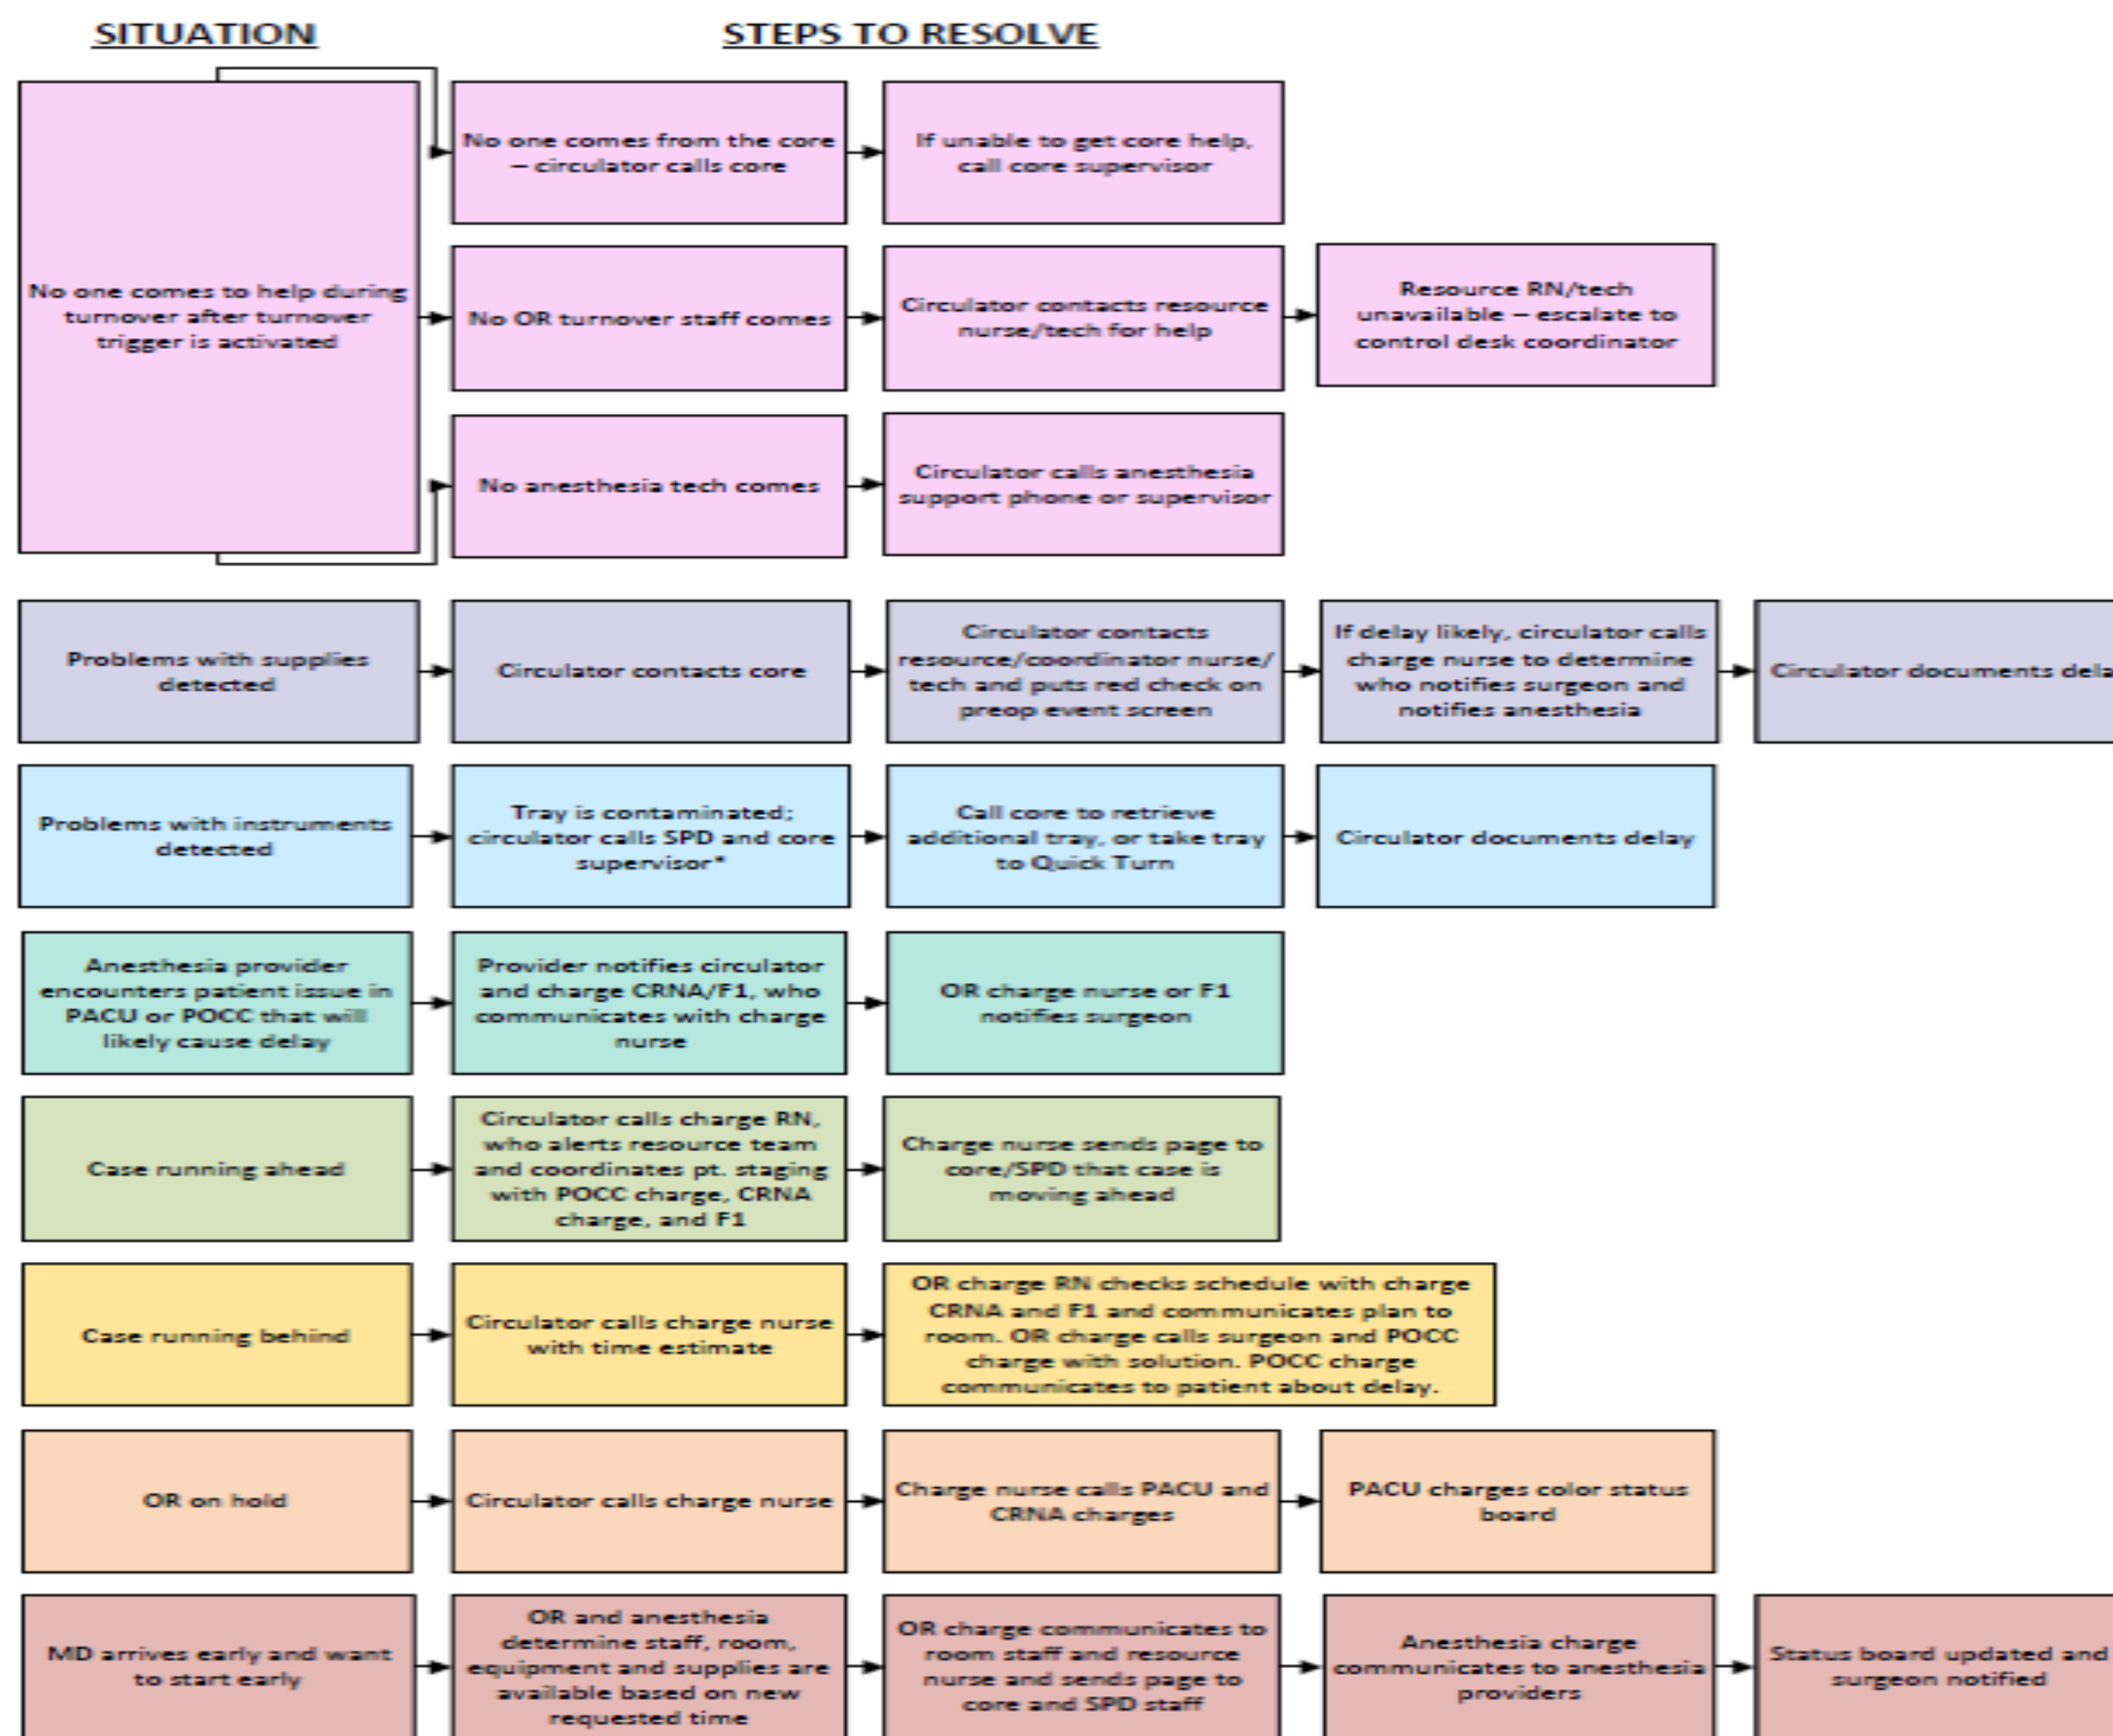 SITUATION
STEPS TO RESOLVE
No one comes to help during
turnover after turnover
trigger is activated
No one comes from the core
– circulator calls core
If unable to get core help,
call core supervisor
No OR turnover staff comes
Circulator contacts resource
nurse/tech for help
Resource RN/tech
unavailable – escalate to
control desk coordinator
No anesthesia tech comes
Circulator calls anesthesia
support phone or supervisor
Problems with supplies
detected
Circulator contacts core
Circulator contacts
resource/coordinator nurse/
tech and puts red check on
preop event screen
If delay likely, circulator calls
charge nurse to determine
who notifies surgeon and
notifies anesthesia
Circulator documents dela
Problems with instruments
detected
Tray is contaminated;
circulator calls SPD and core
supervisor*
Call core to retrieve
additional tray, or take tray
to Quick Turn
Circulator documents delay
Anesthesia provider
encounters patient issue in
PACU or POCC that will
likely cause delay
Provider notifies circulator
and charge CRNA/F1, who
communicates with charge
nurse
OR charge nurse or F1
notifies surgeon
Case running ahead
Circulator calls charge RN,
who alerts resource team
and coordinates pt. staging
with POCC charge, CRNA
charge, and F1
Charge nurse sends page to
core/SPD that case is
moving ahead
Case running behind
Circulator calls charge nurse
with time estimate
OR charge RN checks schedule with charge
CRNA and F1 and communicates plan to
room. OR charge calls surgeon and POCC
charge with solution. POCC charge
communicates to patient about delay.
OR on hold
Circulator calls charge nurse
Charge nurse calls PACU and
CRNA charges
PACU charges color status
board
MD arrives early and want
to start early
OR and anesthesia
determine staff, room,
equipment and supplies are
available based on new
requested time
OR charge communicates to
room staff and resource
nurse and sends page to
core and SPD staff
Anesthesia charge
communicates to anesthesia
providers
Status board updated and
surgeon notified